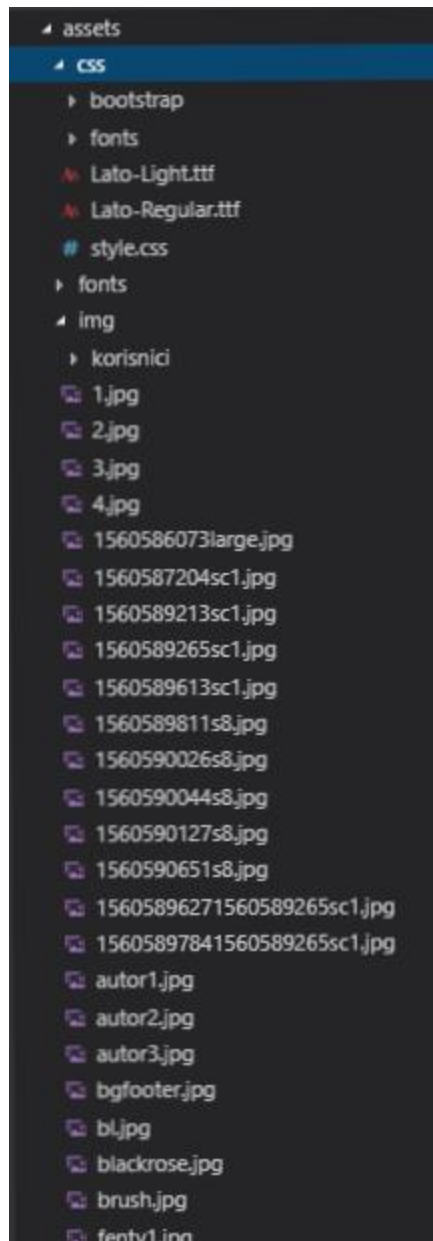 assets
css
bootstrap
fonts
Lato-Light.ttf
Lato-Regular.ttf
style.css
fonts
img
korisnici
1.jpg
2.jpg
3.jpg
4.jpg
1560586073large.jpg
1560587204sc1.jpg
1560589213sc1.jpg
1560589265sc1.jpg
1560589613sc1.jpg
1560589811s8.jpg
1560590026s8.jpg
1560590044s8.jpg
1560590127s8.jpg
1560590651s8.jpg
15605896271560589265sc1.jpg
15605897841560589265sc1.jpg
autor1.jpg
autor2.jpg
autor3.jpg
bgfooter.jpg
bl.jpg
blackrose.jpg
brush.jpg
fenty1.jpg